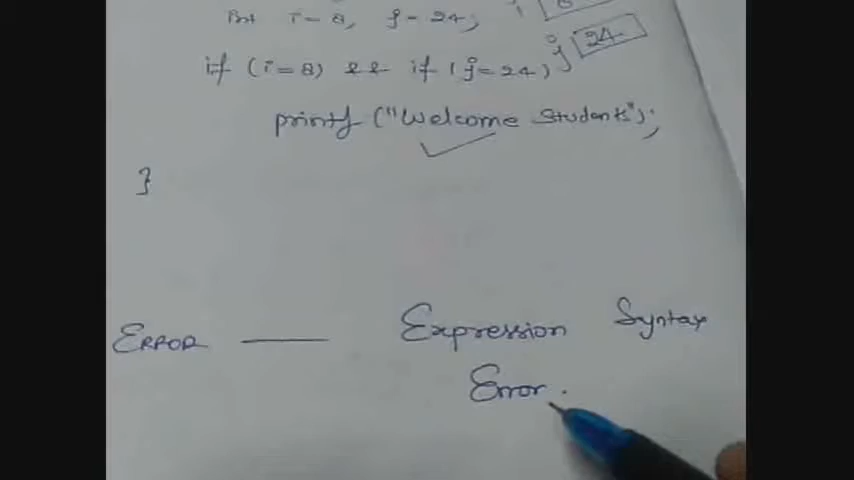 int i = 8, j = 24;
if (i = 8) && if (j = 24) j 24
printf ("Welcome Students");
}
ERROR — Expression Syntax
Error.